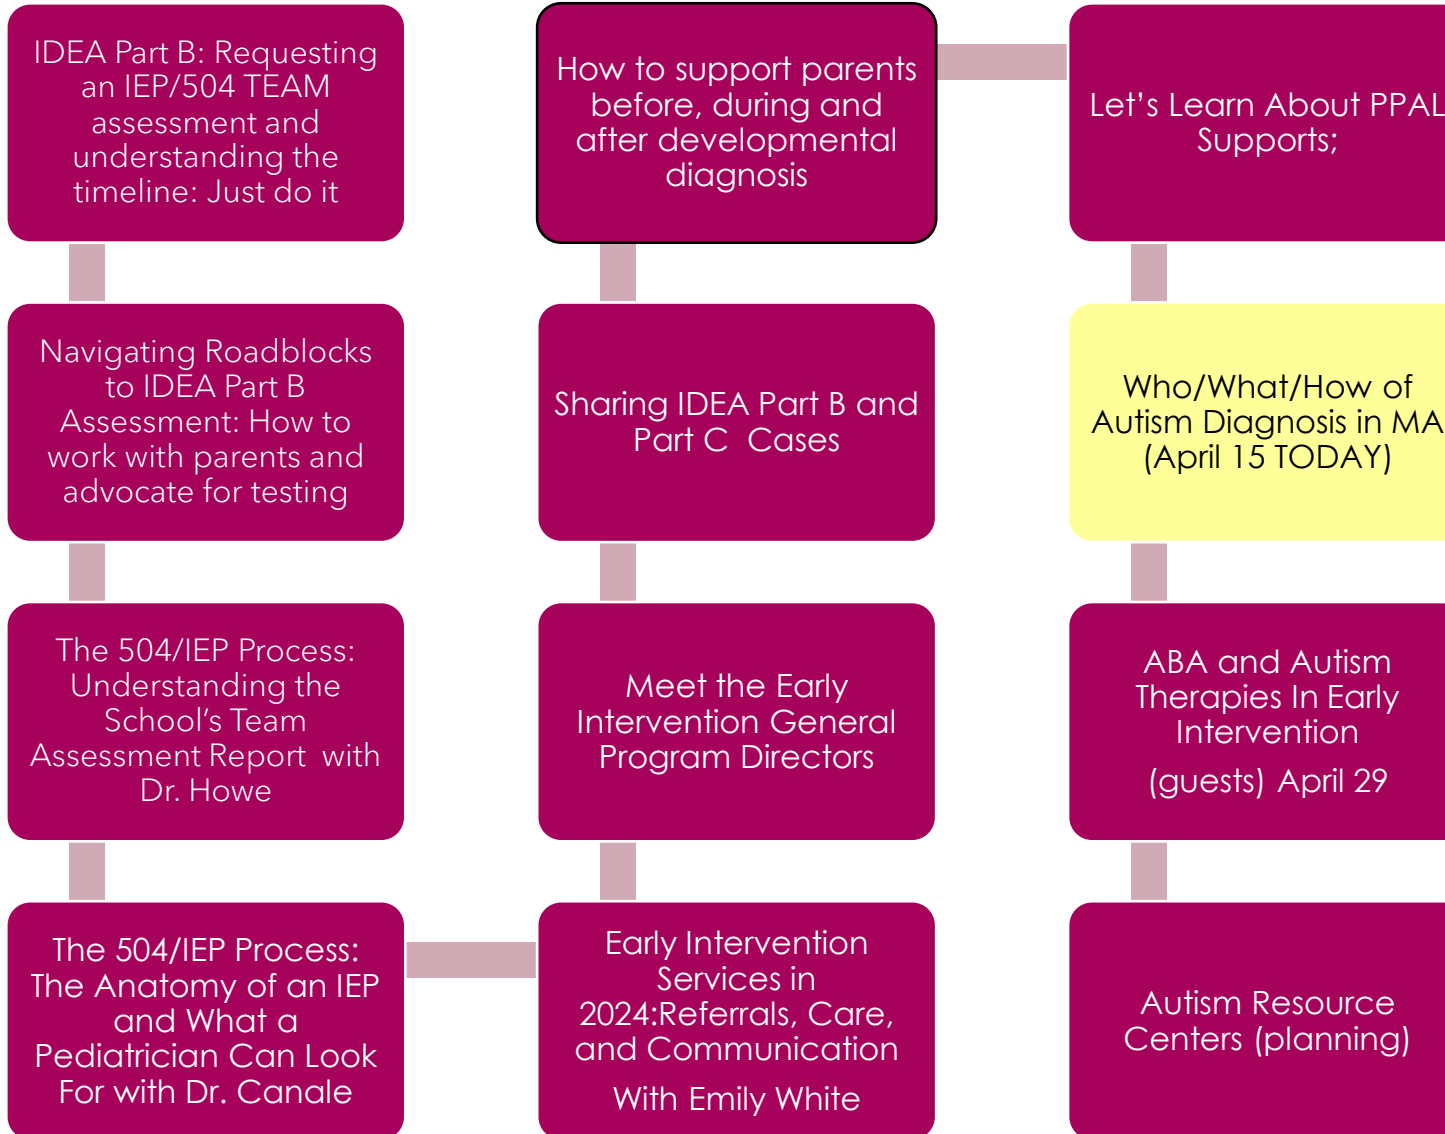 IDEA Part B: Requesting
an IEP/504 TEAM
assessment and
understanding the
timeline: Just do it
Navigating Roadblocks
to IDEA Part B
Assessment: How to
work with parents and
advocate for testing
The 504/IEP Process:
Understanding the
School’s Team
Assessment Report  with
Dr. Howe
The 504/IEP Process:
The Anatomy of an IEP
and What a
Pediatrician Can Look
For with Dr. Canale
Early Intervention
Services in
2024:Referrals, Care,
and Communication
With Emily White
Meet the Early
Intervention General
Program Directors
Sharing IDEA Part B and
Part C  Cases
How to support parents
before, during and
after developmental
diagnosis
Let’s Learn About PPAL
Supports;
Who/What/How of
Autism Diagnosis in MA
(April 15 TODAY)
ABA and Autism
Therapies In Early
Intervention
(guests) April 29
Autism Resource
Centers (planning)